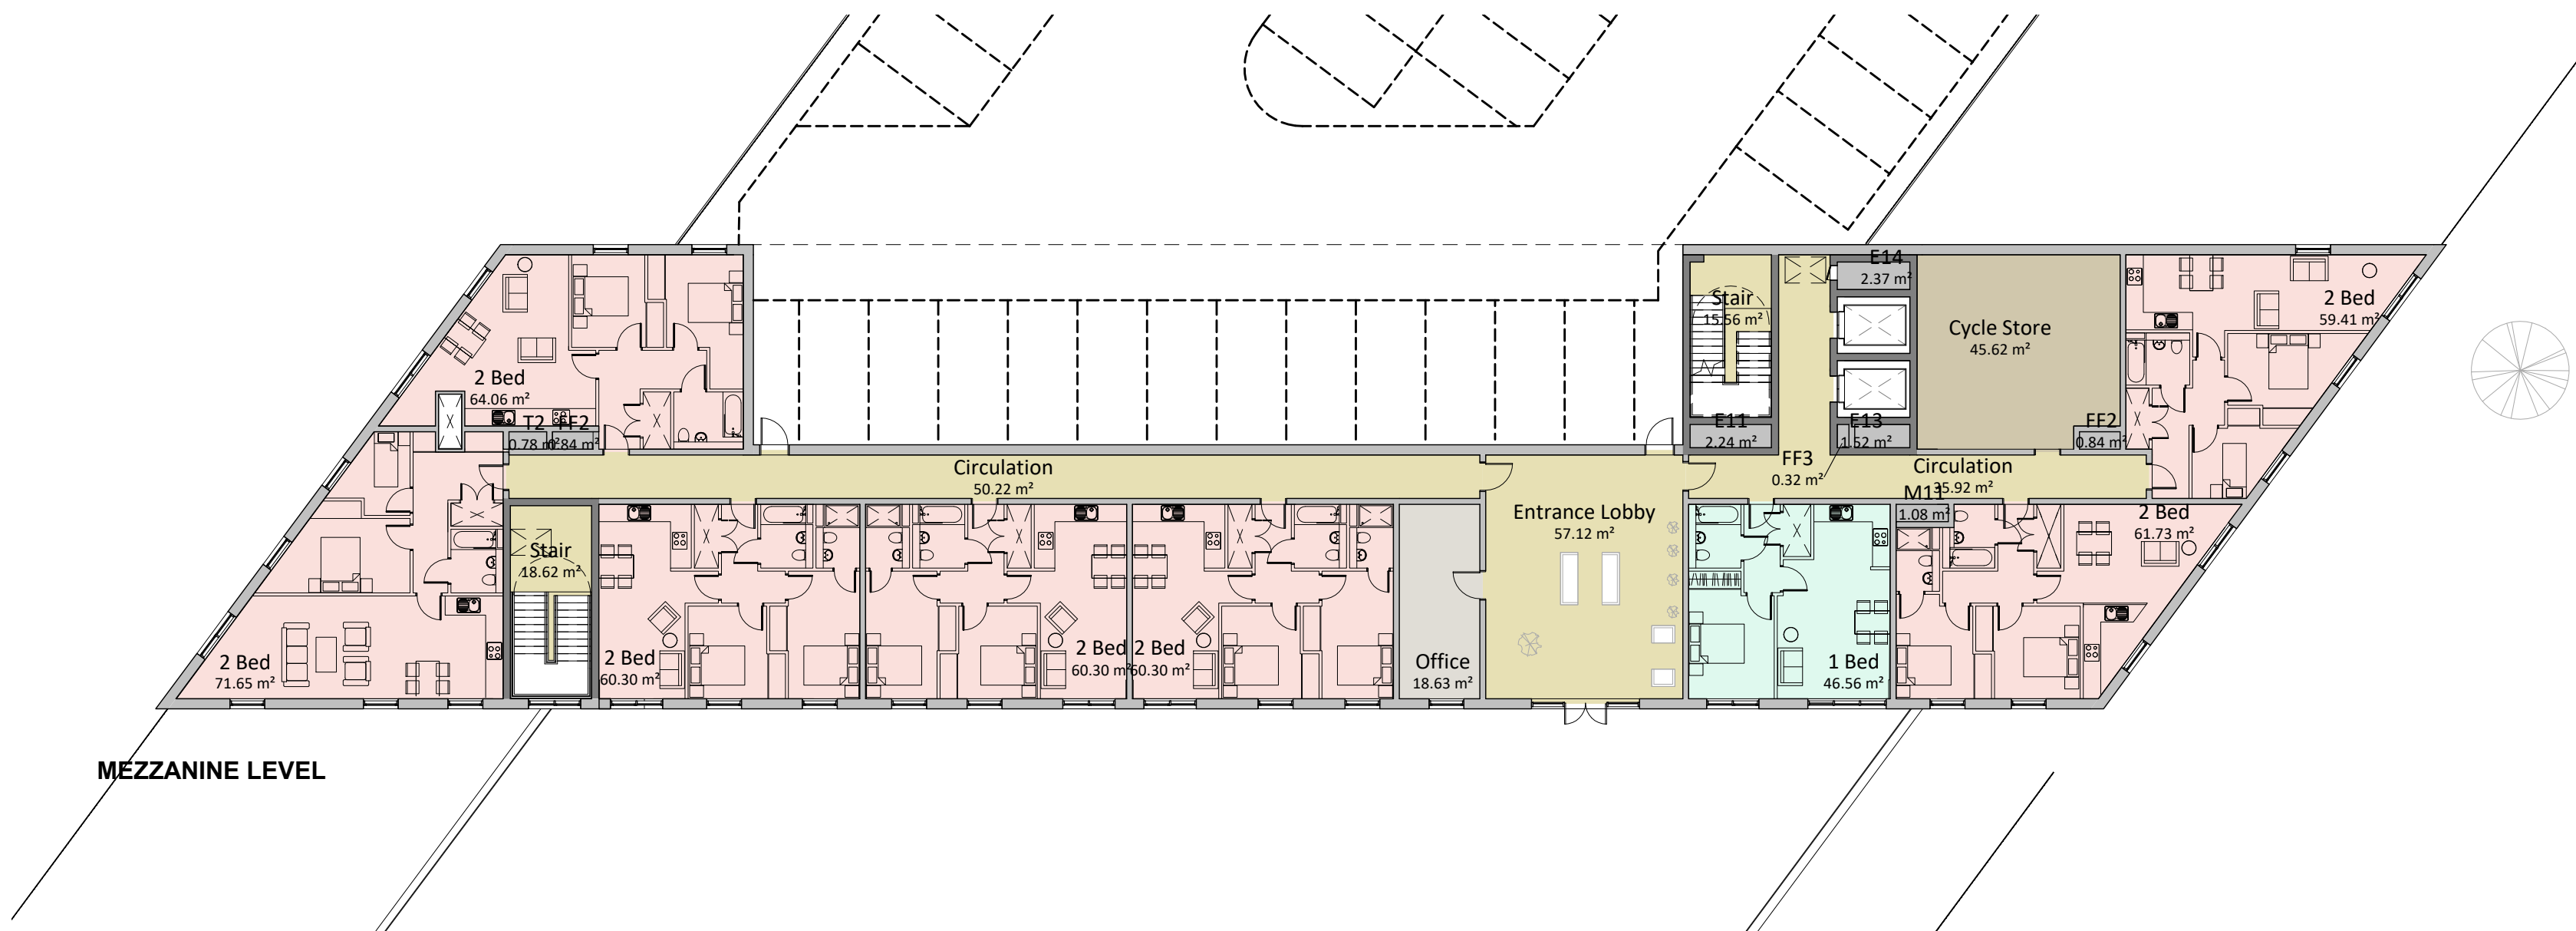 E14
2.37 m²
Stair
15.56 m²
Cycle Store
45.62 m²
2 Bed
59.41 m²
2 Bed
64.06 m²
T2
0.78 m²
FF2
0.84 m²
E11
2.24 m²
E13
1.52 m²
FF2
0.84 m²
Circulation
50.22 m²
FF3
0.32 m²
Circulation
35.92 m²
M11
1.08 m²
Entrance Lobby
57.12 m²
2 Bed
61.73 m²
Stair
18.62 m²
2 Bed
71.65 m²
2 Bed
60.30 m²
2 Bed
60.30 m²
2 Bed
60.30 m²
Office
18.63 m²
1 Bed
46.56 m²
MEZZANINE LEVEL